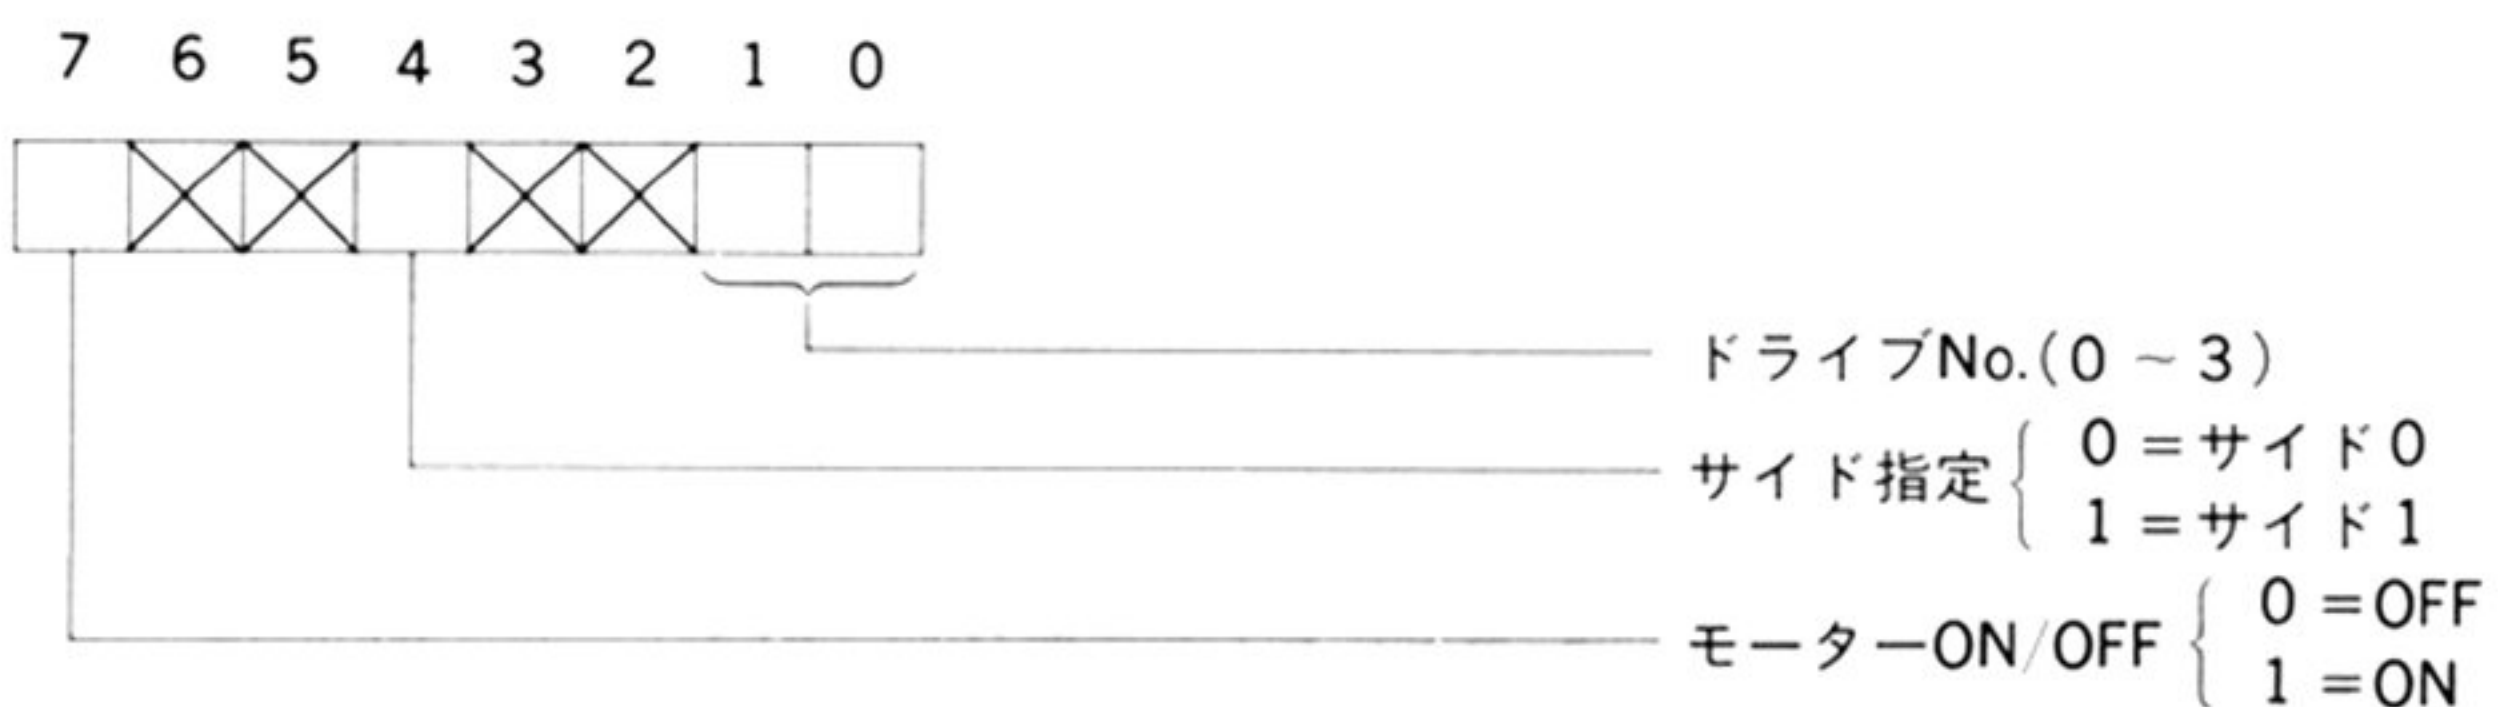 7 6 5 4 3 2 1 0
ドライブNo.(0 ~ 3)
サイド指定
0 = サイド0
1 = サイド1
モーターON/OFF
0 = OFF
1 = ON